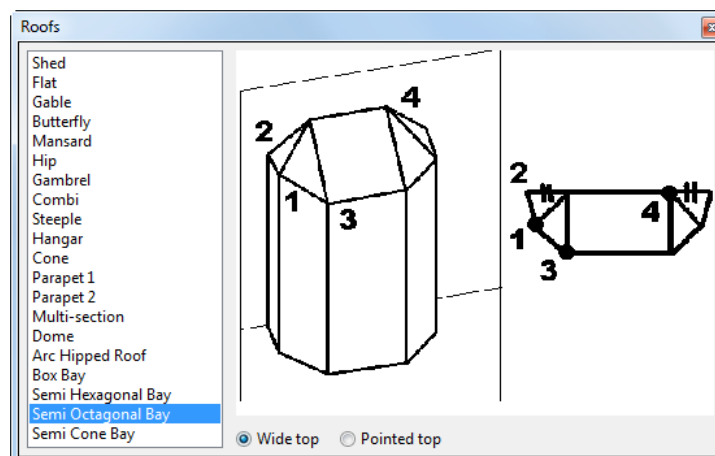 Roofs
x
Shed
Flat
Gable
Butterfly
Mansard
Hip
Gambrel
Combi
Steeple
Hangar
Cone
Parapet 1
Parapet 2
Multi-section
Dome
Arc Hipped Roof
Box Bay
Semi Hexagonal Bay
Semi Octagonal Bay
Semi Cone Bay
4
2
1
3
2
4
1
3
Wide top
Pointed top